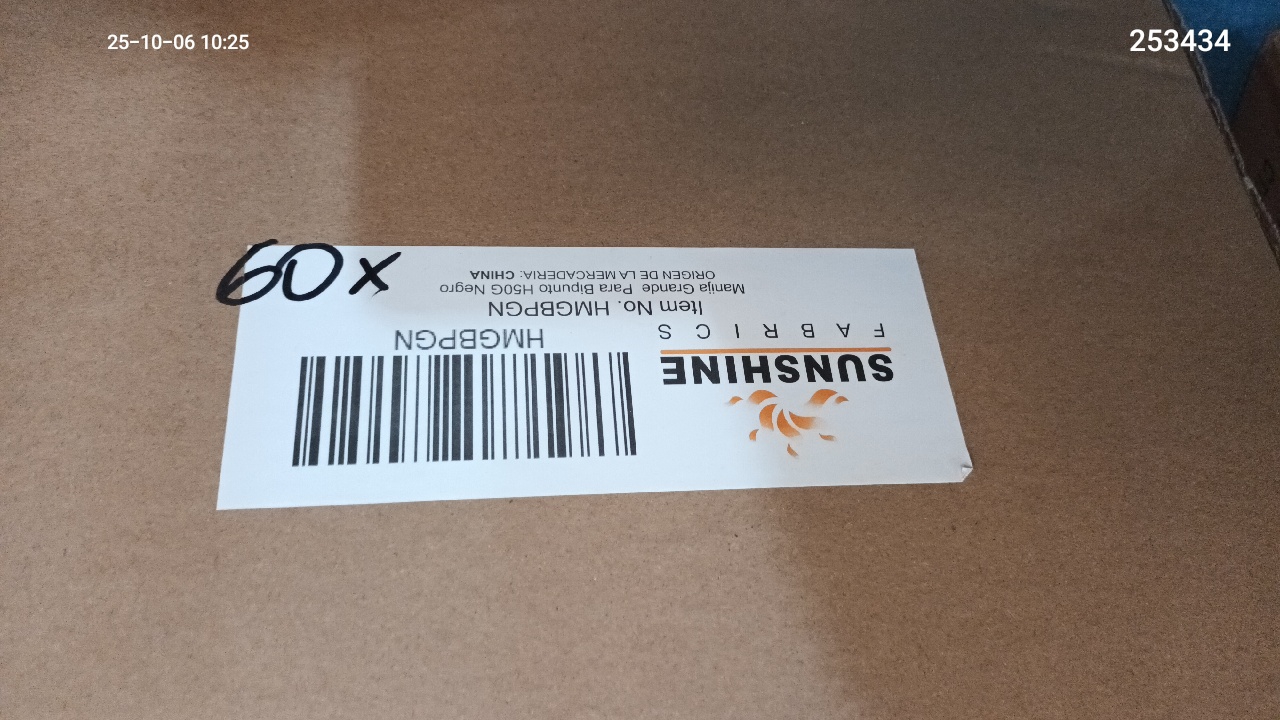 25-10-06 10:25
253434
60 x
SUNSHINE
FABRICS
HMGBPGN
Item No. HMGBPGN
Manija Grande Para Bipunto H50G Negro
ORIGEN DE LA MERCADERIA: CHINA